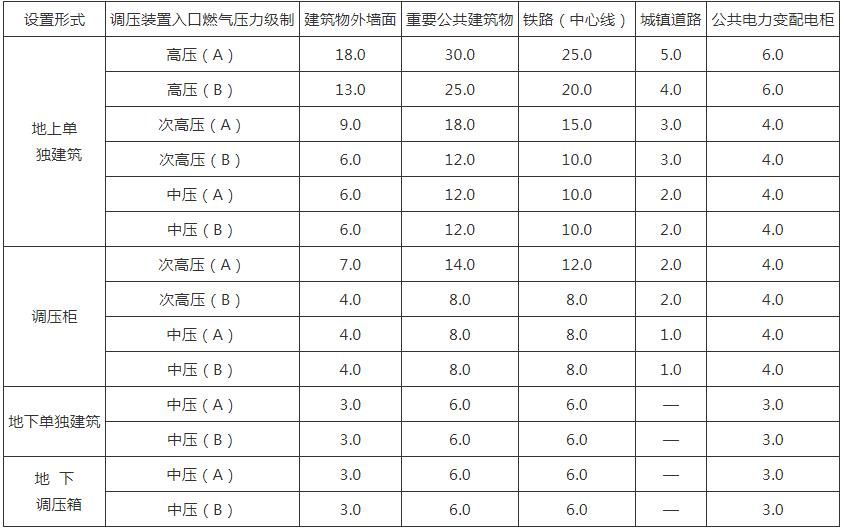 设置形式 调压装置入口燃气压力级制 建筑物外墙面 重要公共建筑物 铁路（中心线） 城镇道路 公共电力变配电柜
地上单
独建筑
高压（A） 18.0 30.0 25.0 5.0 6.0
高压（B） 13.0 25.0 20.0 4.0 6.0
次高压（A） 9.0 18.0 15.0 3.0 4.0
次高压（B） 6.0 12.0 10.0 3.0 4.0
中压（A） 6.0 12.0 10.0 2.0 4.0
中压（B） 6.0 12.0 10.0 2.0 4.0
调压柜
次高压（A） 7.0 14.0 12.0 2.0 4.0
次高压（B） 4.0 8.0 8.0 2.0 4.0
中压（A） 4.0 8.0 8.0 1.0 4.0
中压（B） 4.0 8.0 8.0 1.0 4.0
地下单独建筑
中压（A） 3.0 6.0 6.0 — 3.0
中压（B） 3.0 6.0 6.0 — 3.0
地 下
调压箱
中压（A） 3.0 6.0 6.0 — 3.0
中压（B） 3.0 6.0 6.0 — 3.0